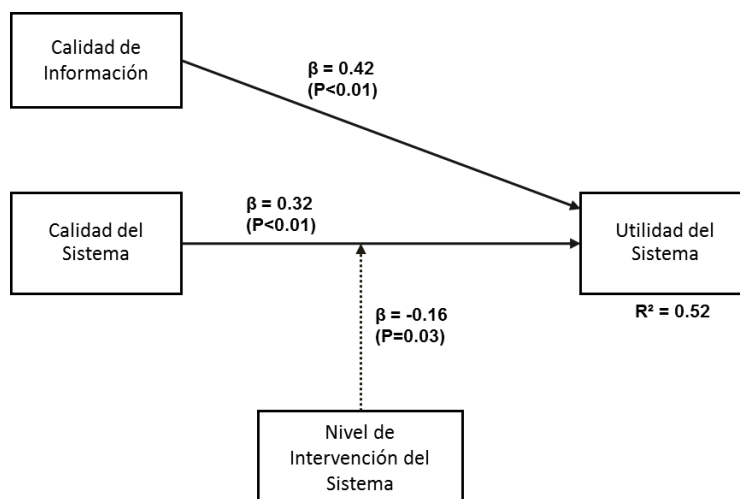 Calidad de
Información
β = 0.42
(P<0.01)
Calidad del
Sistema
β = 0.32
(P<0.01)
Utilidad del
Sistema
R² = 0.52
β = -0.16
(P=0.03)
Nivel de
Intervención del
Sistema